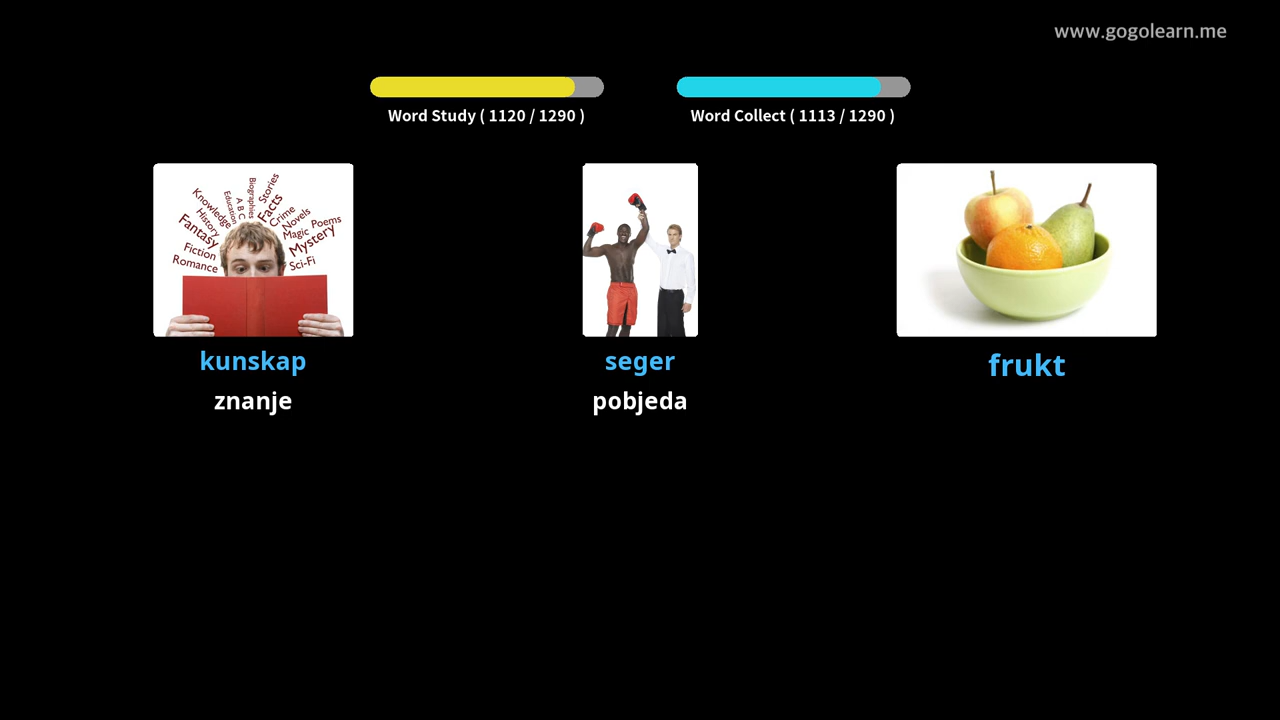 www.gogolearn.me
Word Study ( 1120 / 1290 )
Word Collect ( 1113 / 1290 )
Stories
Biographies
Facts
A B C
Education
Knowledge
Crime
Novels
History
Poems
Magic
Fantasy
Mystery
Fiction
Sci-Fi
Romance
kunskap
seger
frukt
znanje
pobjeda